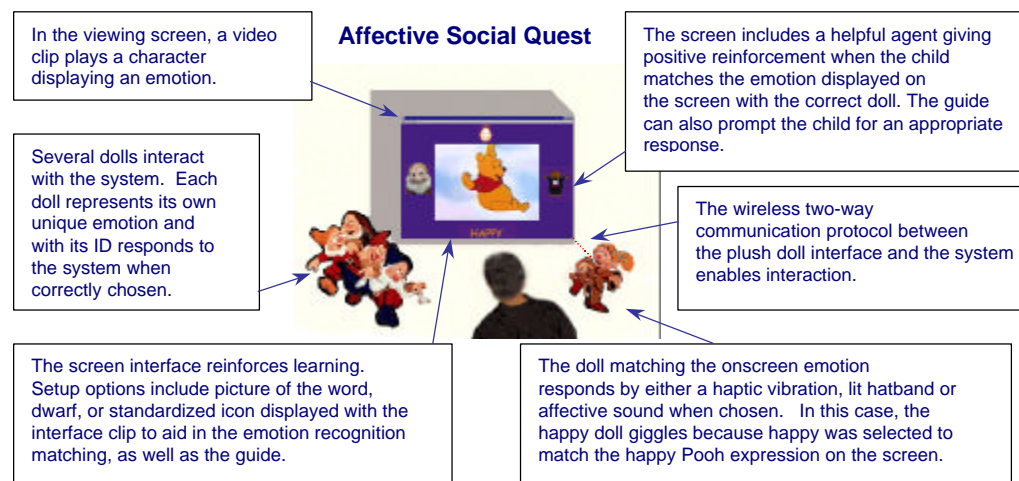 Affective Social Quest
In the viewing screen, a video
clip plays a character
displaying an emotion.
The screen includes a helpful agent giving
positive reinforcement when the child
matches the emotion displayed on
the screen with the correct doll. The guide
can also prompt the child for an appropriate
response.
Several dolls interact
with the system. Each
doll represents its own
unique emotion and
with its ID responds to
the system when
correctly chosen.
HAPPY
The wireless two-way
communication protocol between
the plush doll interface and the system
enables interaction.
The screen interface reinforces learning.
Setup options include picture of the word,
dwarf, or standardized icon displayed with the
interface clip to aid in the emotion recognition
matching, as well as the guide.
The doll matching the onscreen emotion
responds by either a haptic vibration, lit hatband or
affective sound when chosen. In this case, the
happy doll giggles because happy was selected to
match the happy Pooh expression on the screen.